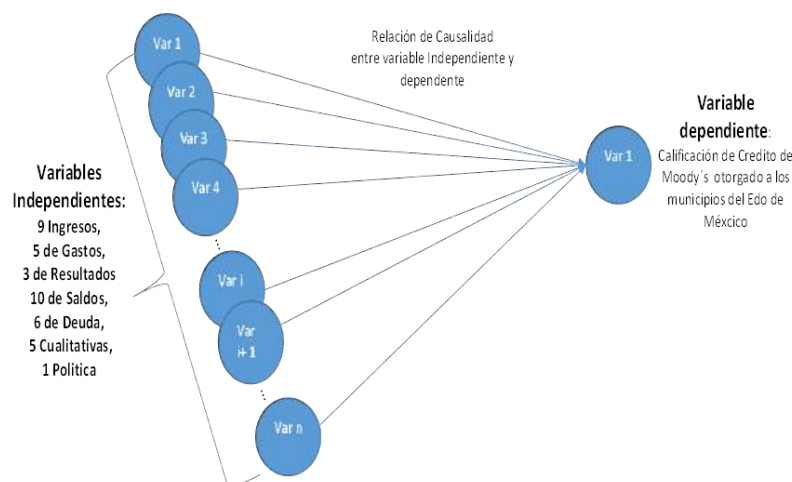 Variables
Independientes:
9 Ingresos,
5 de Gastos,
3 de Resultados
10 de Saldos,
6 de Deuda,
5 Cualitativas,
1 Politica
Var 1
Var 2
Var 3
Var 4
Var i
Var
i+1
Var n
Relación de Causalidad
entre variable Independiente y
dependente
Var 1
Variable
dependiente:
Calificación de Credito de
Moody´s otorgado a los
municipios del Edo de
Méxcico